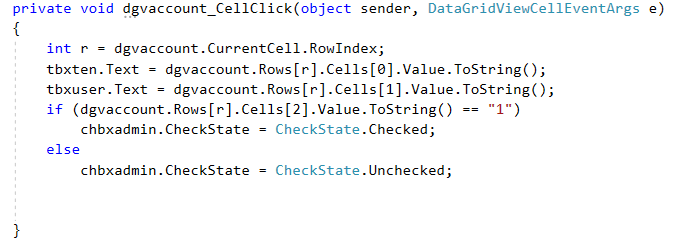 private void dgvaccount_CellClick(object sender, DataGridViewCellEventArgs e)
{
int r = dgvaccount.CurrentCell.RowIndex;
tbxten.Text = dgvaccount.Rows[r].Cells[0].Value.ToString();
tbxuser.Text = dgvaccount.Rows[r].Cells[1].Value.ToString();
if (dgvaccount.Rows[r].Cells[2].Value.ToString() == "1")
chbxadmin.CheckState = CheckState.Checked;
else
chbxadmin.CheckState = CheckState.Unchecked;
}